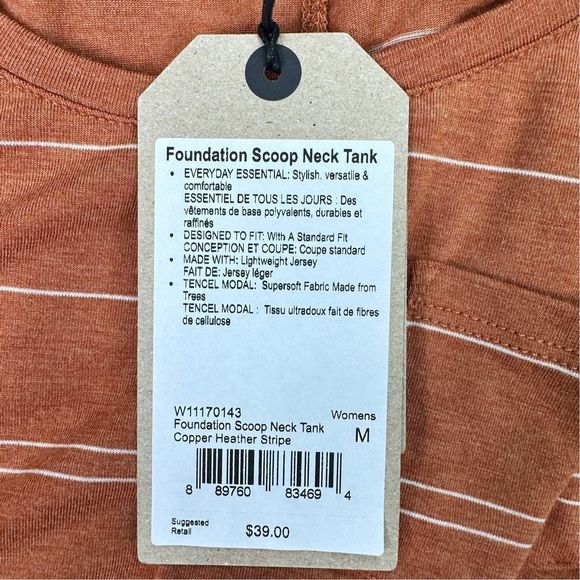 Foundation Scoop Neck Tank
• EVERYDAY ESSENTIAL: Stylish, versatile &
comfortable
ESSENTIEL DE TOUS LES JOURS : Des
vêtements de base polyvalents, durables et
raffinés
• DESIGNED TO FIT: With A Standard Fit
CONCEPTION ET COUPE: Coupe standard
• MADE WITH: Lightweight Jersey
FAIT DE: Jersey léger
• TENCEL MODAL: Supersoft Fabric Made from
Trees
TENCEL MODAL : Tissu ultradoux fait de fibres
de cellulose
W11170143 Womens
Foundation Scoop Neck Tank M
Copper Heather Stripe
8 89760 83469 4
Suggested
Retail $39.00